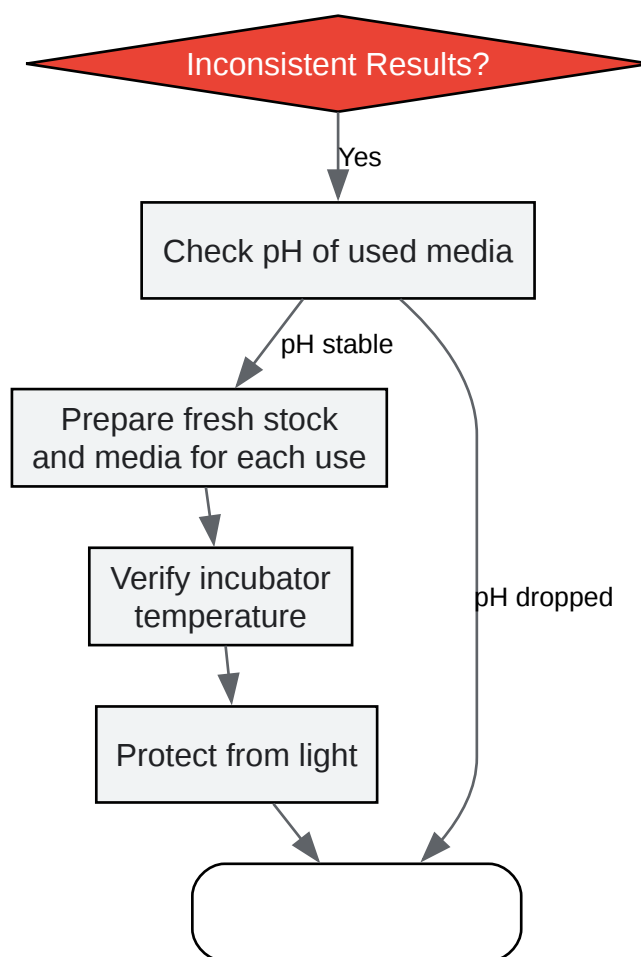 Inconsistent Results?
Yes
Check pH of used media
pH stable
Prepare fresh stock
and media for each use
Verify incubator
temperature
pH dropped
Protect from light